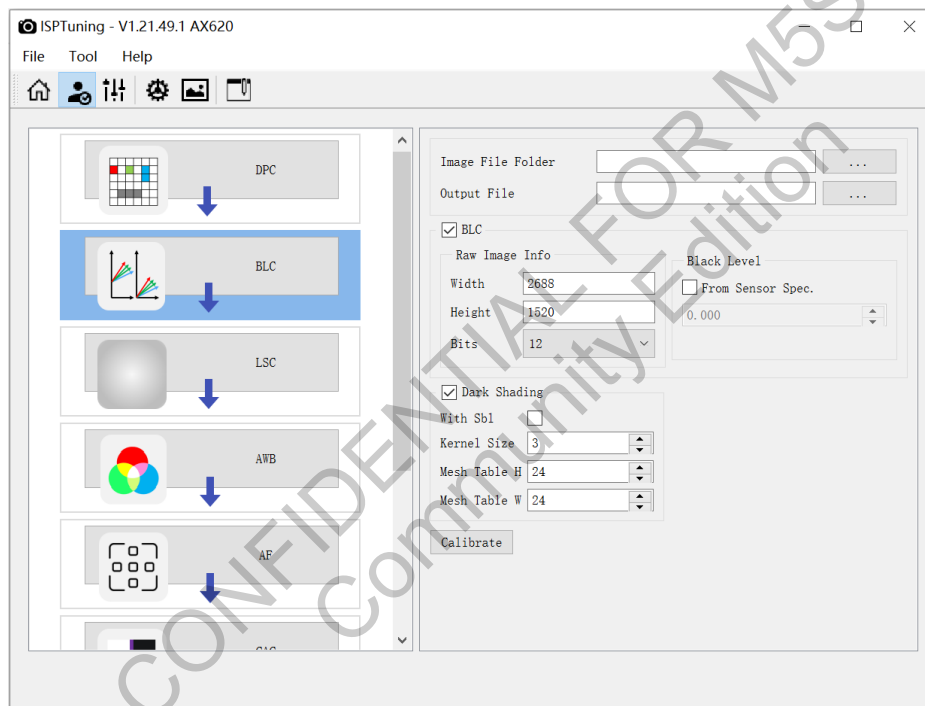 ISPTuning - V1.21.49.1 AX620
File Tool Help
DPC
BLC
LSC
AWB
AF
CAC
Image File Folder ...
Output File ...
BLC
Raw Image Info
Width 2688
Height 1520
Bits 12
Black Level
From Sensor Spec.
0.000
Dark Shading
With Sbl
Kernel Size 3
Mesh Table H 24
Mesh Table W 24
Calibrate
CONFIDENTIAL FOR M5S
Community Edition